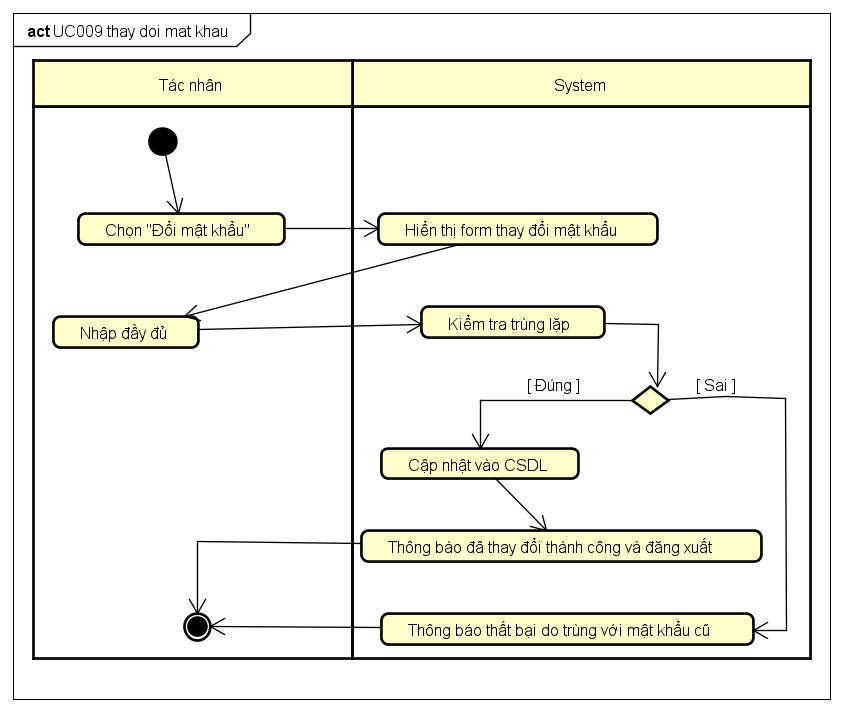 act UC009 thay doi mat khau
Tác nhân
System
Chọn "Đổi mật khẩu"
Hiển thị form thay đổi mật khẩu
Nhập đầy đủ
Kiểm tra trùng lặp
[ Đúng ]
[ Sai ]
Cập nhật vào CSDL
Thông báo đã thay đổi thành công và đăng xuất
Thông báo thất bại do trùng với mật khẩu cũ